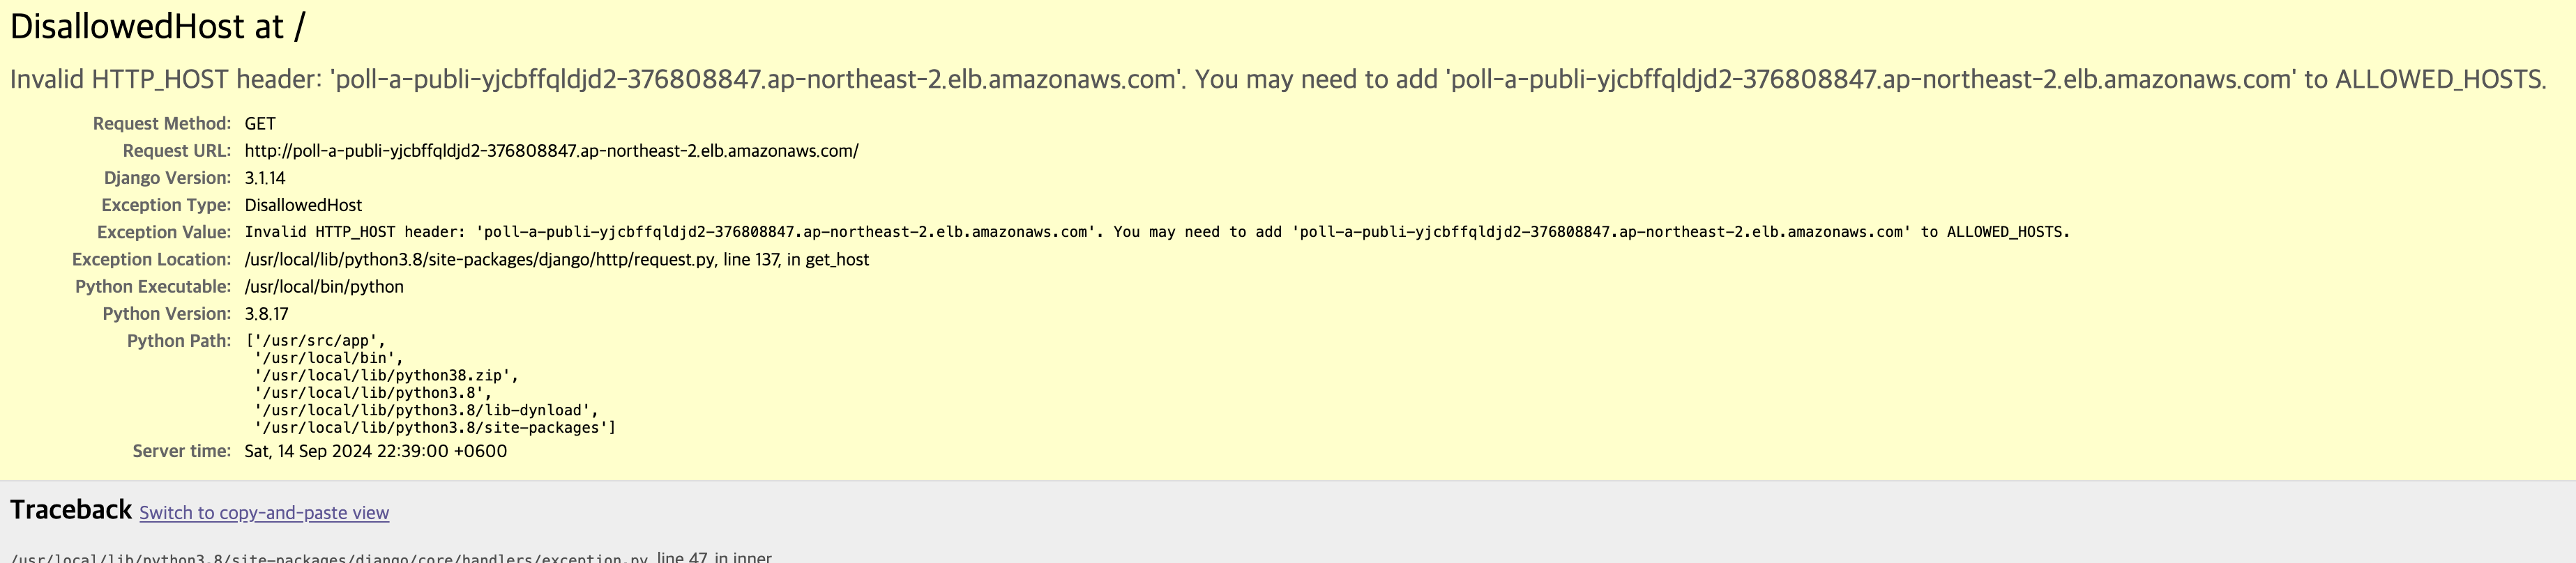 DisallowedHost at /
Invalid HTTP_HOST header: 'poll-a-publi-yjcbffqldjd2-376808847.ap-northeast-2.elb.amazonaws.com'. You may need to add 'poll-a-publi-yjcbffqldjd2-376808847.ap-northeast-2.elb.amazonaws.com' to ALLOWED_HOSTS.
Request Method: GET
Request URL: http://poll-a-publi-yjcbffqldjd2-376808847.ap-northeast-2.elb.amazonaws.com/
Django Version: 3.1.14
Exception Type: DisallowedHost
Exception Value: Invalid HTTP_HOST header: 'poll-a-publi-yjcbffqldjd2-376808847.ap-northeast-2.elb.amazonaws.com'. You may need to add 'poll-a-publi-yjcbffqldjd2-376808847.ap-northeast-2.elb.amazonaws.com' to ALLOWED_HOSTS.
Exception Location: /usr/local/lib/python3.8/site-packages/django/http/request.py, line 137, in get_host
Python Executable: /usr/local/bin/python
Python Version: 3.8.17
Python Path: ['/usr/src/app',
'/usr/local/bin',
'/usr/local/lib/python38.zip',
'/usr/local/lib/python3.8',
'/usr/local/lib/python3.8/lib-dynload',
'/usr/local/lib/python3.8/site-packages']
Server time: Sat, 14 Sep 2024 22:39:00 +0600
Traceback Switch to copy-and-paste view
/usr/local/lib/python3.8/site-packages/django/core/handlers/exception.py, line 47, in inner